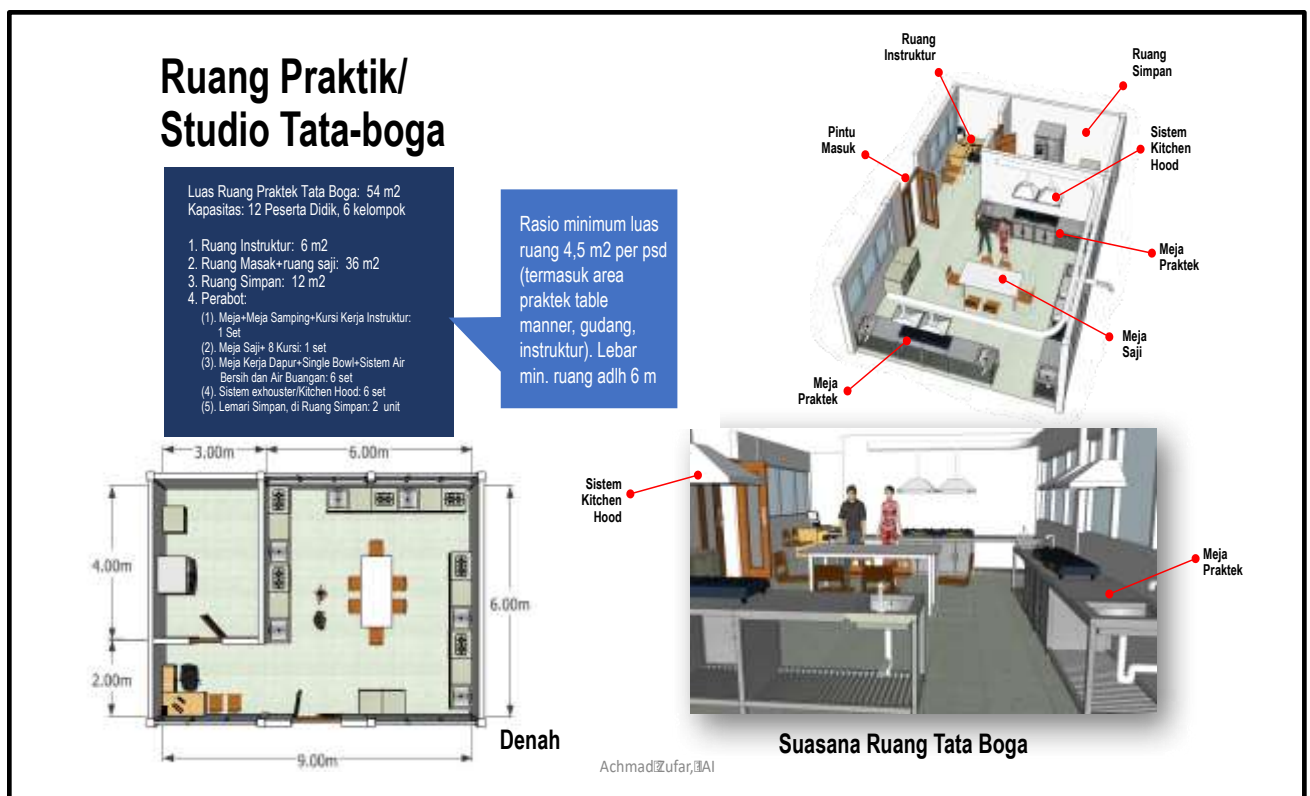 Ruang Praktik/
Studio Tata-boga
Luas Ruang Praktek Tata Boga: 54 m2
Kapasitas: 12 Peserta Didik, 6 kelompok
1. Ruang Instruktur: 6 m2
2. Ruang Masak+ruang saji: 36 m2
3. Ruang Simpan: 12 m2
4. Perabot:
(1). Meja+Meja Samping+Kursi Kerja Instruktur:
1 Set
(2). Meja Saji+ 8 Kursi: 1 set
(3). Meja Kerja Dapur+Single Bowl+Sistem Air
Bersih dan Air Buangan: 6 set
(4). Sistem exhouster/Kitchen Hood: 6 set
(5). Lemari Simpan, di Ruang Simpan: 2 unit
Rasio minimum luas
ruang 4,5 m2 per psd
(termasuk area
praktek table
manner, gudang,
instruktur). Lebar
min. ruang adlh 6 m
Ruang
Instruktur
Ruang
Simpan
Pintu
Masuk
Sistem
Kitchen
Hood
Meja
Praktek
Meja
Saji
Meja
Praktek
3.00m
6.00m
4.00m
6.00m
2.00m
9.00m
Denah
Sistem
Kitchen
Hood
Meja
Praktek
Suasana Ruang Tata Boga
Achmad Zufar, IAI